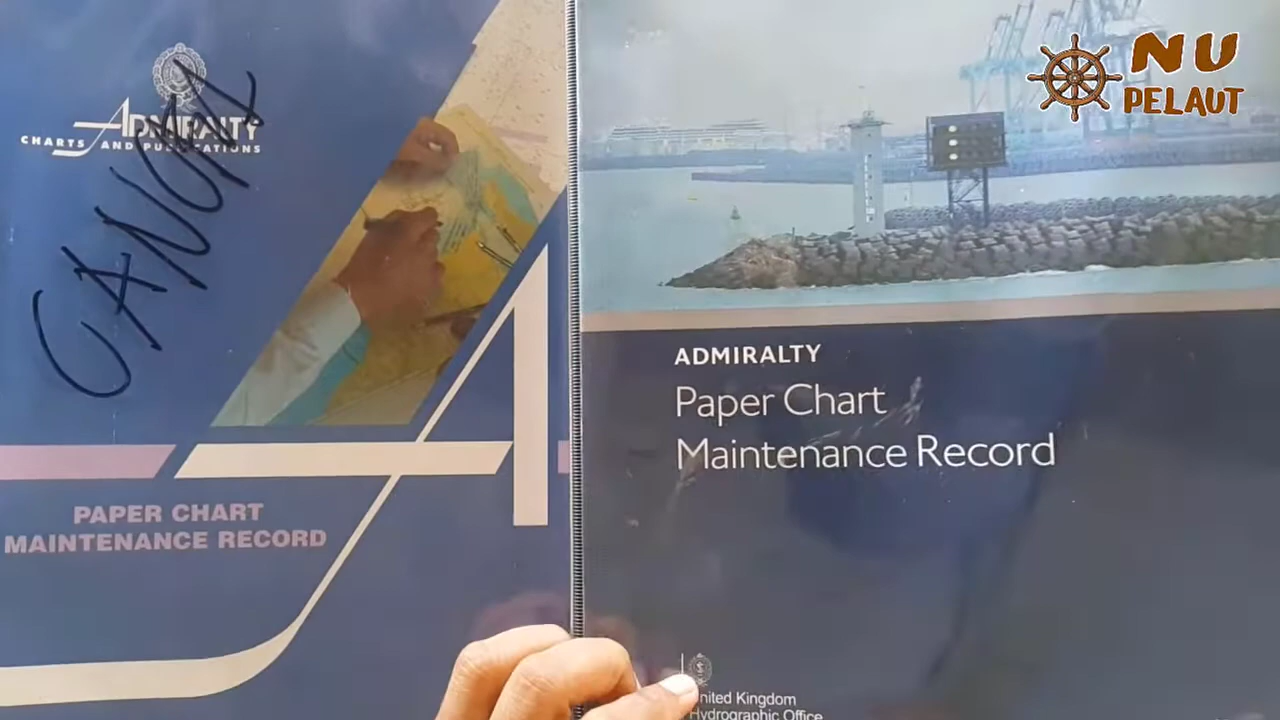 ADMIRALTY
CHARTS AND PUBLICATIONS
PAPER CHART
MAINTENANCE RECORD
NU
PELAUT
ADMIRALTY
Paper Chart
Maintenance Record
nited Kingdom
Hydrographic Office